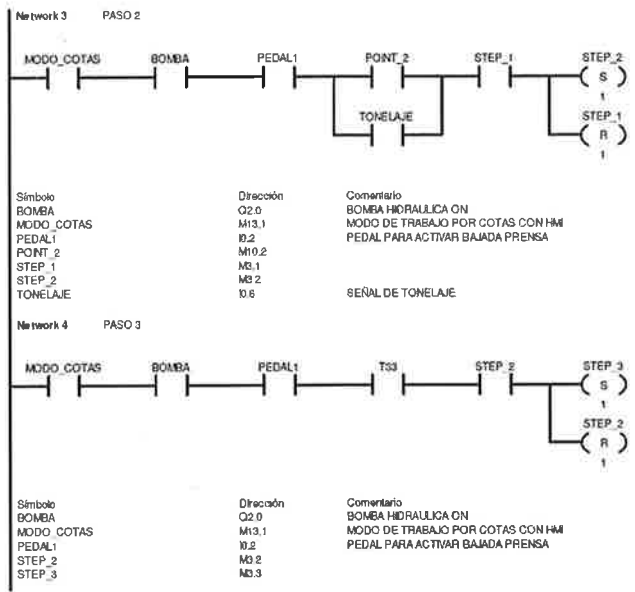 Network 3 PASO 2
MODO_COTAS BOMBA PEDAL1 POINT_2 STEP_1 STEP_2
S
1
TONELAJE STEP_1
R
1
Símbolo Dirección Comentario
BOMBA Q2.0 BOMBA HIDRAULICA ON
MODO_COTAS M13.1 MODO DE TRABAJO POR COTAS CON HMI
PEDAL1 I0.2 PEDAL PARA ACTIVAR BAJADA PRENSA
POINT_2 M10.2
STEP_1 M3.1
STEP_2 M3.2
TONELAJE I0.6 SEÑAL DE TONELAJE
Network 4 PASO 3
MODO_COTAS BOMBA PEDAL1 T33 STEP_2 STEP_3
S
1
STEP_2
R
1
Símbolo Dirección Comentario
BOMBA Q2.0 BOMBA HIDRAULICA ON
MODO_COTAS M13.1 MODO DE TRABAJO POR COTAS CON HMI
PEDAL1 I0.2 PEDAL PARA ACTIVAR BAJADA PRENSA
STEP_2 M3.2
STEP_3 M3.3